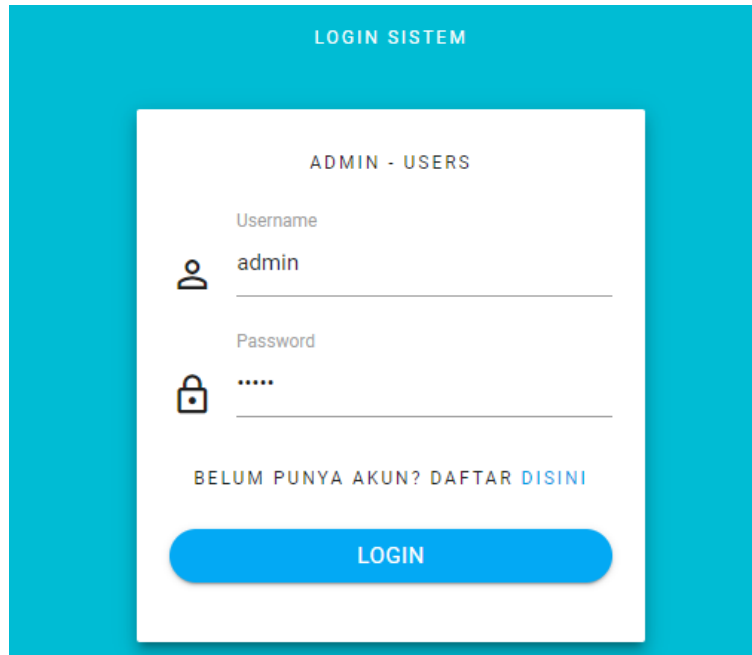 LOGIN SISTEM
ADMIN - USERS
Username
admin
Password
•••••
BELUM PUNYA AKUN? DAFTAR DISINI
LOGIN